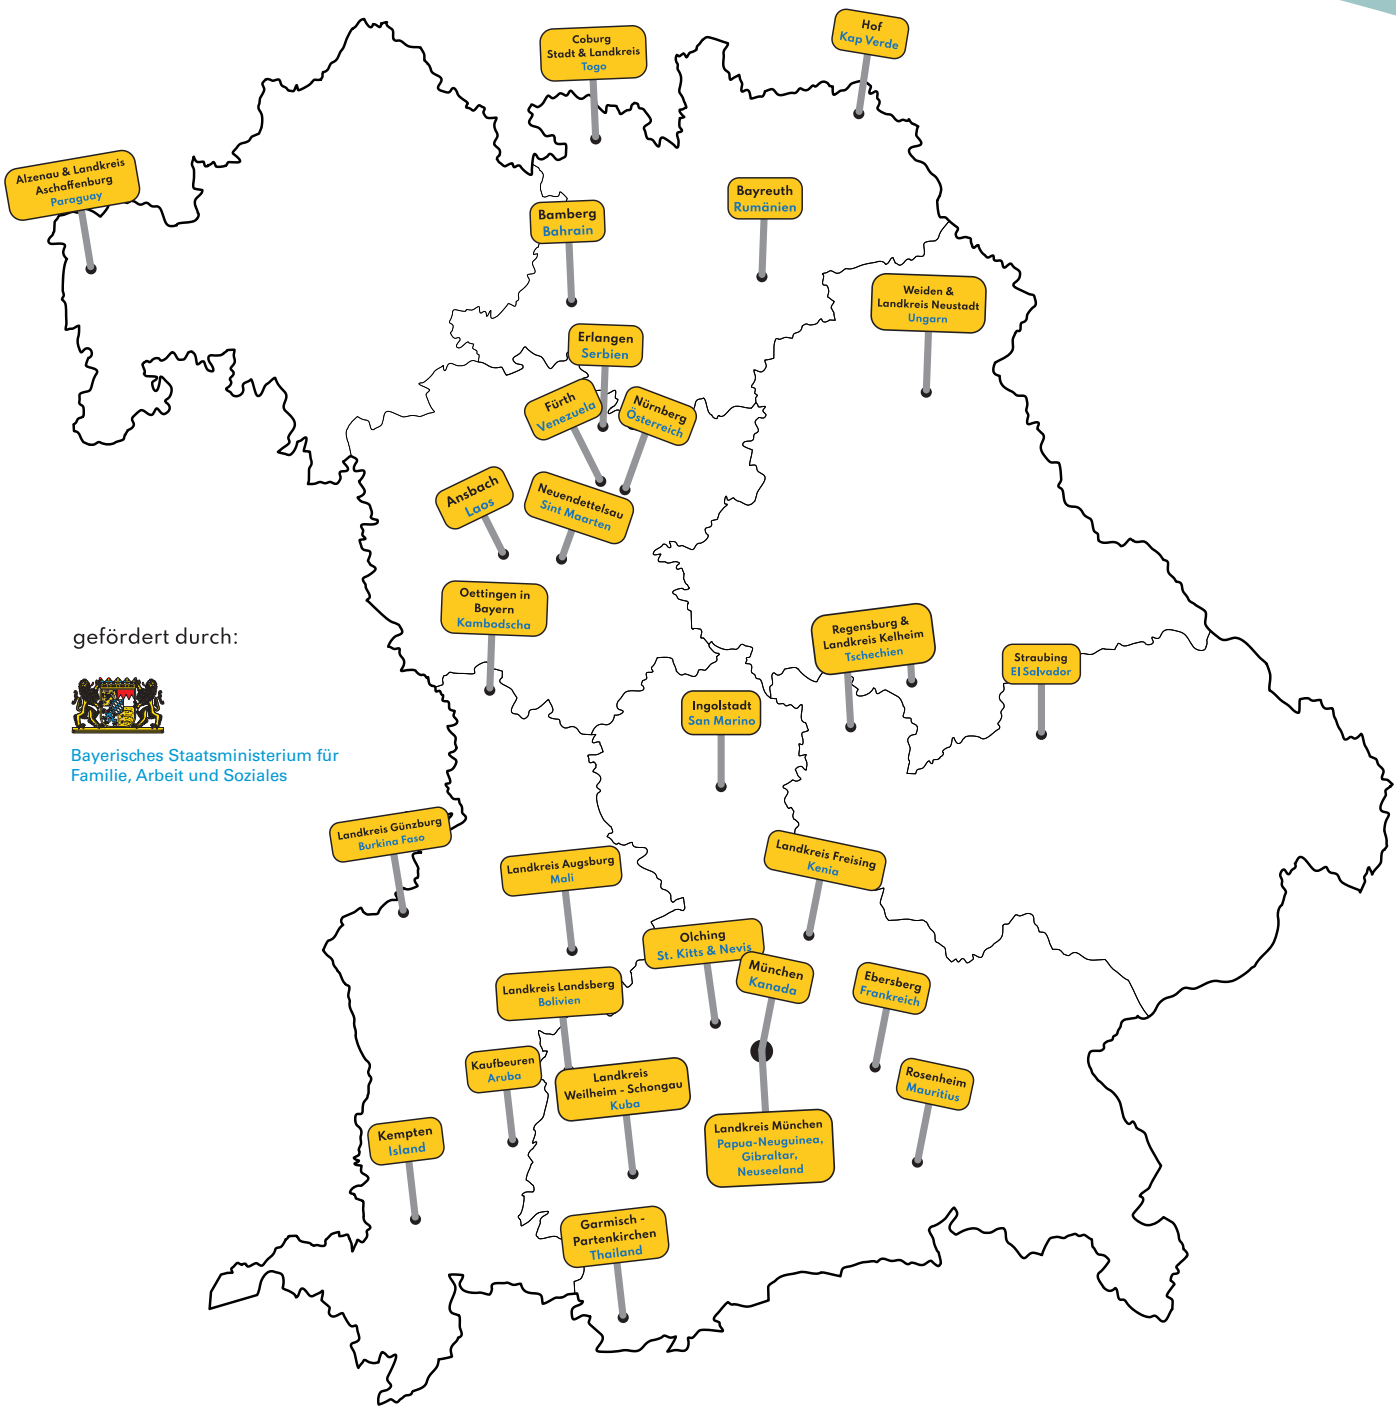 Hof
Kap Verde
Coburg
Stadt & Landkreis
Togo
Alzenau & Landkreis
Aschaffenburg
Paraguay
Bayreuth
Rumänien
Bamberg
Bahrain
Weiden &
Landkreis Neustadt
Ungarn
Erlangen
Serbien
Fürth
Venezuela
Nürnberg
Österreich
Ansbach
Laos
Neuendettelsau
Sint Maarten
Oettingen in
Bayern
Kambodscha
Regensburg &
Landkreis Kelheim
Tschechien
gefördert durch:
Straubing
El Salvador
Ingolstadt
San Marino
Bayerisches Staatsministerium für
Familie, Arbeit und Soziales
Landkreis Günzburg
Burkina Faso
Landkreis Augsburg
Mali
Landkreis Freising
Kenia
Olching
St. Kitts & Nevis
München
Kanada
Ebersberg
Frankreich
Landkreis Landsberg
Bolivien
Kaufbeuren
Aruba
Landkreis
Weilheim - Schongau
Kuba
Rosenheim
Mauritius
Kempten
Island
Landkreis München
Papua-Neuguinea,
Gibraltar,
Neuseeland
Garmisch -
Partenkirchen
Thailand